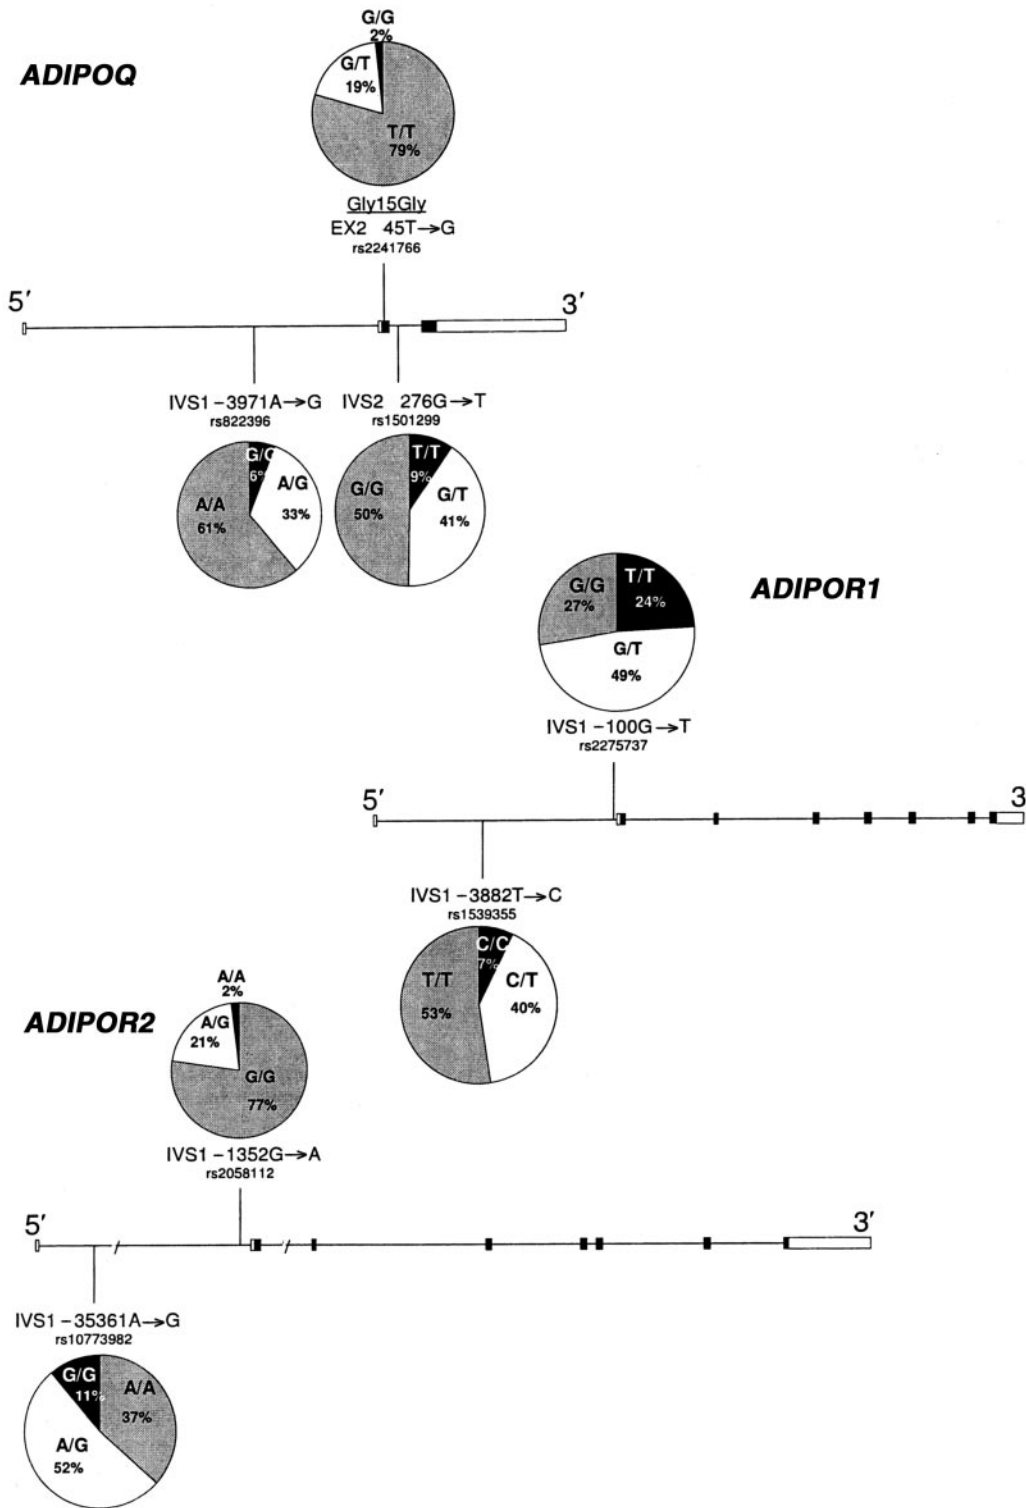 ADIPOQ
G/G
2%
G/T
19%
T/T
79%
Gly15Gly
EX2 45T→G
rs2241766
5′
3′
IVS1 −3971A→G
rs822396
G/G
6%
A/G
33%
A/A
61%
IVS2 276G→T
rs1501299
T/T
9%
G/T
41%
G/G
50%
ADIPOR1
G/G
27%
T/T
24%
G/T
49%
IVS1 −100G→T
rs2275737
5′
3
IVS1 −3882T→C
rs1539355
C/C
7%
C/T
40%
T/T
53%
ADIPOR2
A/A
2%
A/G
21%
G/G
77%
IVS1 −1352G→A
rs2058112
5′
3′
IVS1 −35361A→G
rs10773982
G/G
11%
A/A
37%
A/G
52%